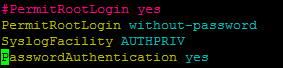 #PermitRootLogin yes
PermitRootLogin without-password
SyslogFacility AUTHPRIV
PasswordAuthentication yes